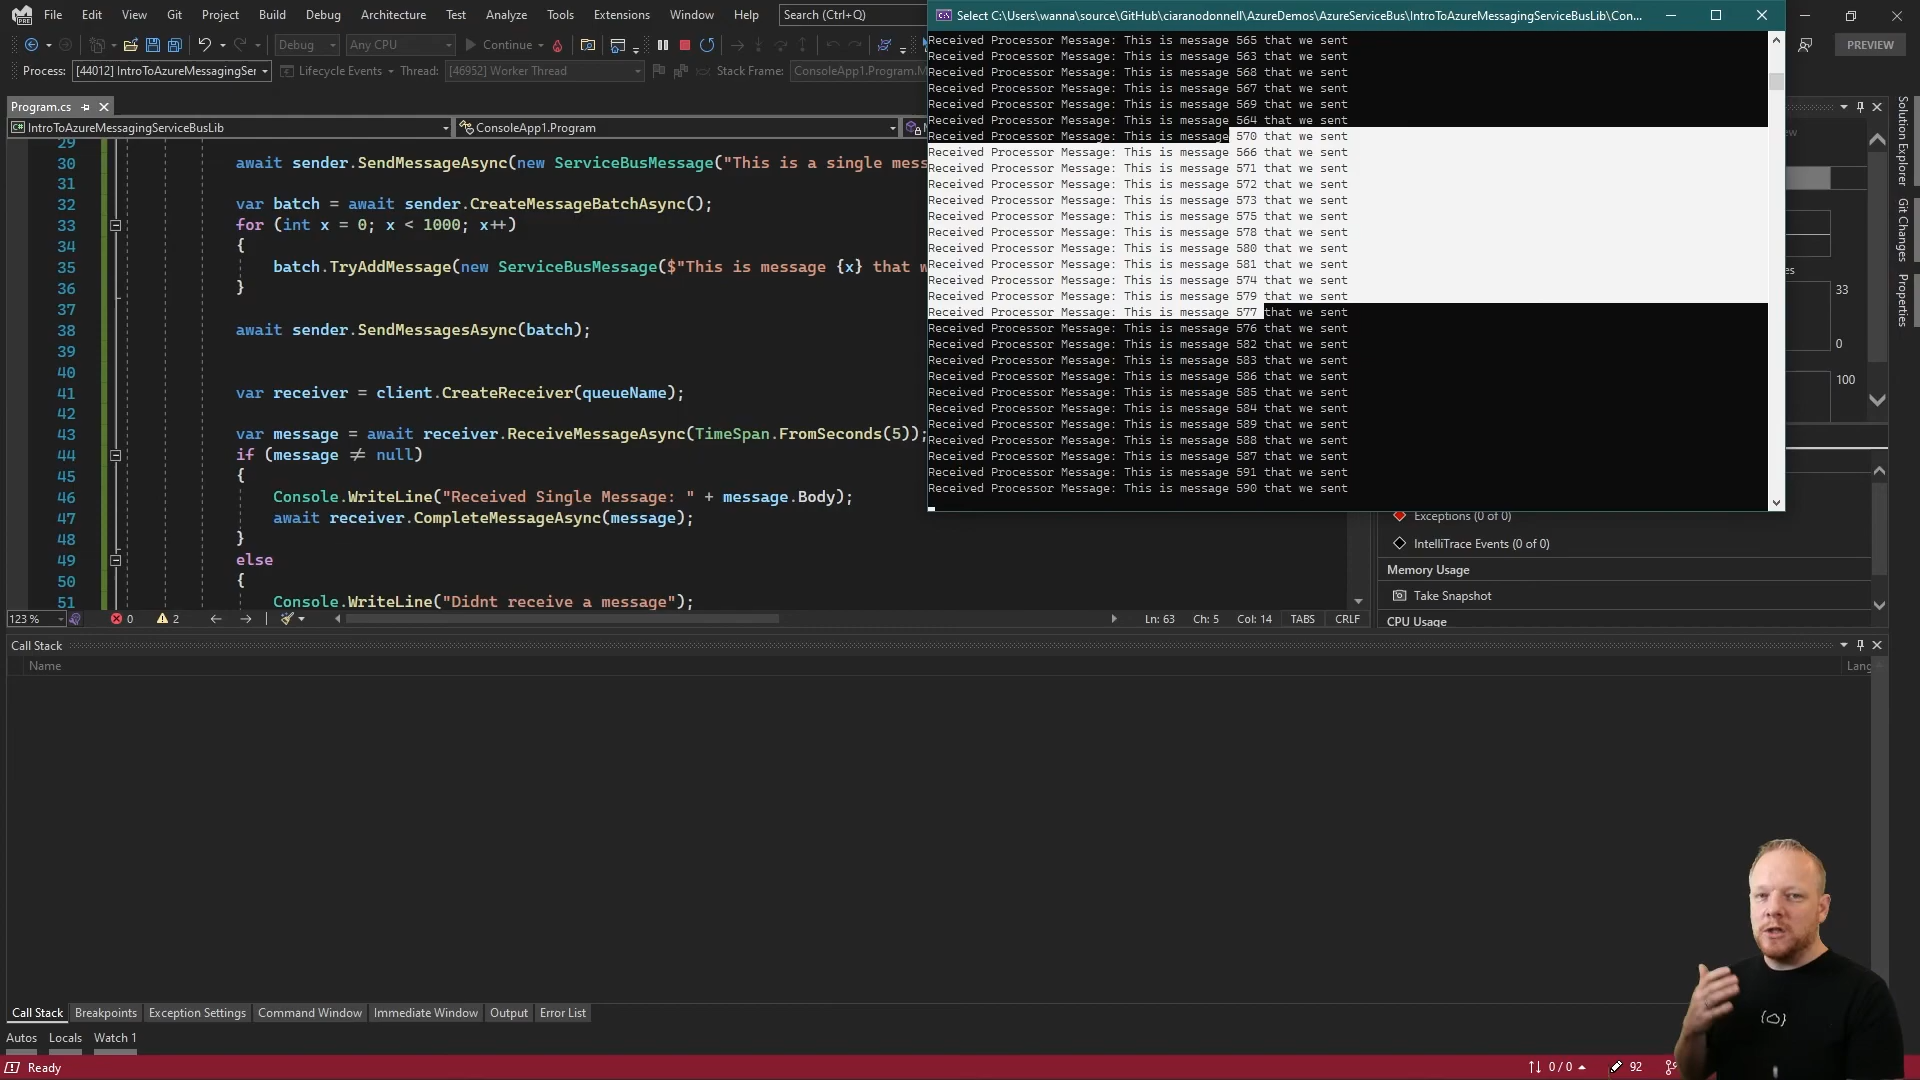 File Edit View Git Project Build Debug Architecture Test Analyze Tools Extensions Window Help Search (Ctrl+Q)
Select C:\Users\wanna\source\GitHub\ciaranodonnell\AzureDemos\AzureServiceBus\IntroToAzureMessagingServiceBusLib\Con...
Debug Any CPU Continue PREVIEW
Process: [44012] IntroToAzureMessagingSer Lifecycle Events Thread: [46952] Worker Thread Stack Frame: ConsoleApp1.Program.M
Program.cs
IntroToAzureMessagingServiceBusLib ConsoleApp1.Program
29
30 await sender.SendMessageAsync(new ServiceBusMessage("This is a single mess
31
32 var batch = await sender.CreateMessageBatchAsync();
33 for (int x = 0; x < 1000; x++)
34 {
35 batch.TryAddMessage(new ServiceBusMessage($"This is message {x} that w
36 }
37
38 await sender.SendMessagesAsync(batch);
39
40
41 var receiver = client.CreateReceiver(queueName);
42
43 var message = await receiver.ReceiveMessageAsync(TimeSpan.FromSeconds(5));
44 if (message ≠ null)
45 {
46 Console.WriteLine("Received Single Message: " + message.Body);
47 await receiver.CompleteMessageAsync(message);
48 }
49 else
50 {
51 Console.WriteLine("Didnt receive a message");
Received Processor Message: This is message 565 that we sent
Received Processor Message: This is message 563 that we sent
Received Processor Message: This is message 568 that we sent
Received Processor Message: This is message 567 that we sent
Received Processor Message: This is message 569 that we sent
Received Processor Message: This is message 564 that we sent
Received Processor Message: This is message 570 that we sent
Received Processor Message: This is message 566 that we sent
Received Processor Message: This is message 571 that we sent
Received Processor Message: This is message 572 that we sent
Received Processor Message: This is message 573 that we sent
Received Processor Message: This is message 575 that we sent
Received Processor Message: This is message 578 that we sent
Received Processor Message: This is message 580 that we sent
Received Processor Message: This is message 581 that we sent
Received Processor Message: This is message 574 that we sent
Received Processor Message: This is message 579 that we sent
Received Processor Message: This is message 577 that we sent
Received Processor Message: This is message 576 that we sent
Received Processor Message: This is message 582 that we sent
Received Processor Message: This is message 583 that we sent
Received Processor Message: This is message 586 that we sent
Received Processor Message: This is message 585 that we sent
Received Processor Message: This is message 584 that we sent
Received Processor Message: This is message 589 that we sent
Received Processor Message: This is message 588 that we sent
Received Processor Message: This is message 587 that we sent
Received Processor Message: This is message 591 that we sent
Received Processor Message: This is message 590 that we sent
33
0
100
Solution Explorer
Git Changes
Properties
Exceptions (0 of 0)
IntelliTrace Events (0 of 0)
Memory Usage
Take Snapshot
CPU Usage
123 % 0 2 Ln: 63 Ch: 5 Col: 14 TABS CRLF
Call Stack
Name Lang
Call Stack Breakpoints Exception Settings Command Window Immediate Window Output Error List
Autos Locals Watch 1
Ready 0 / 0 92